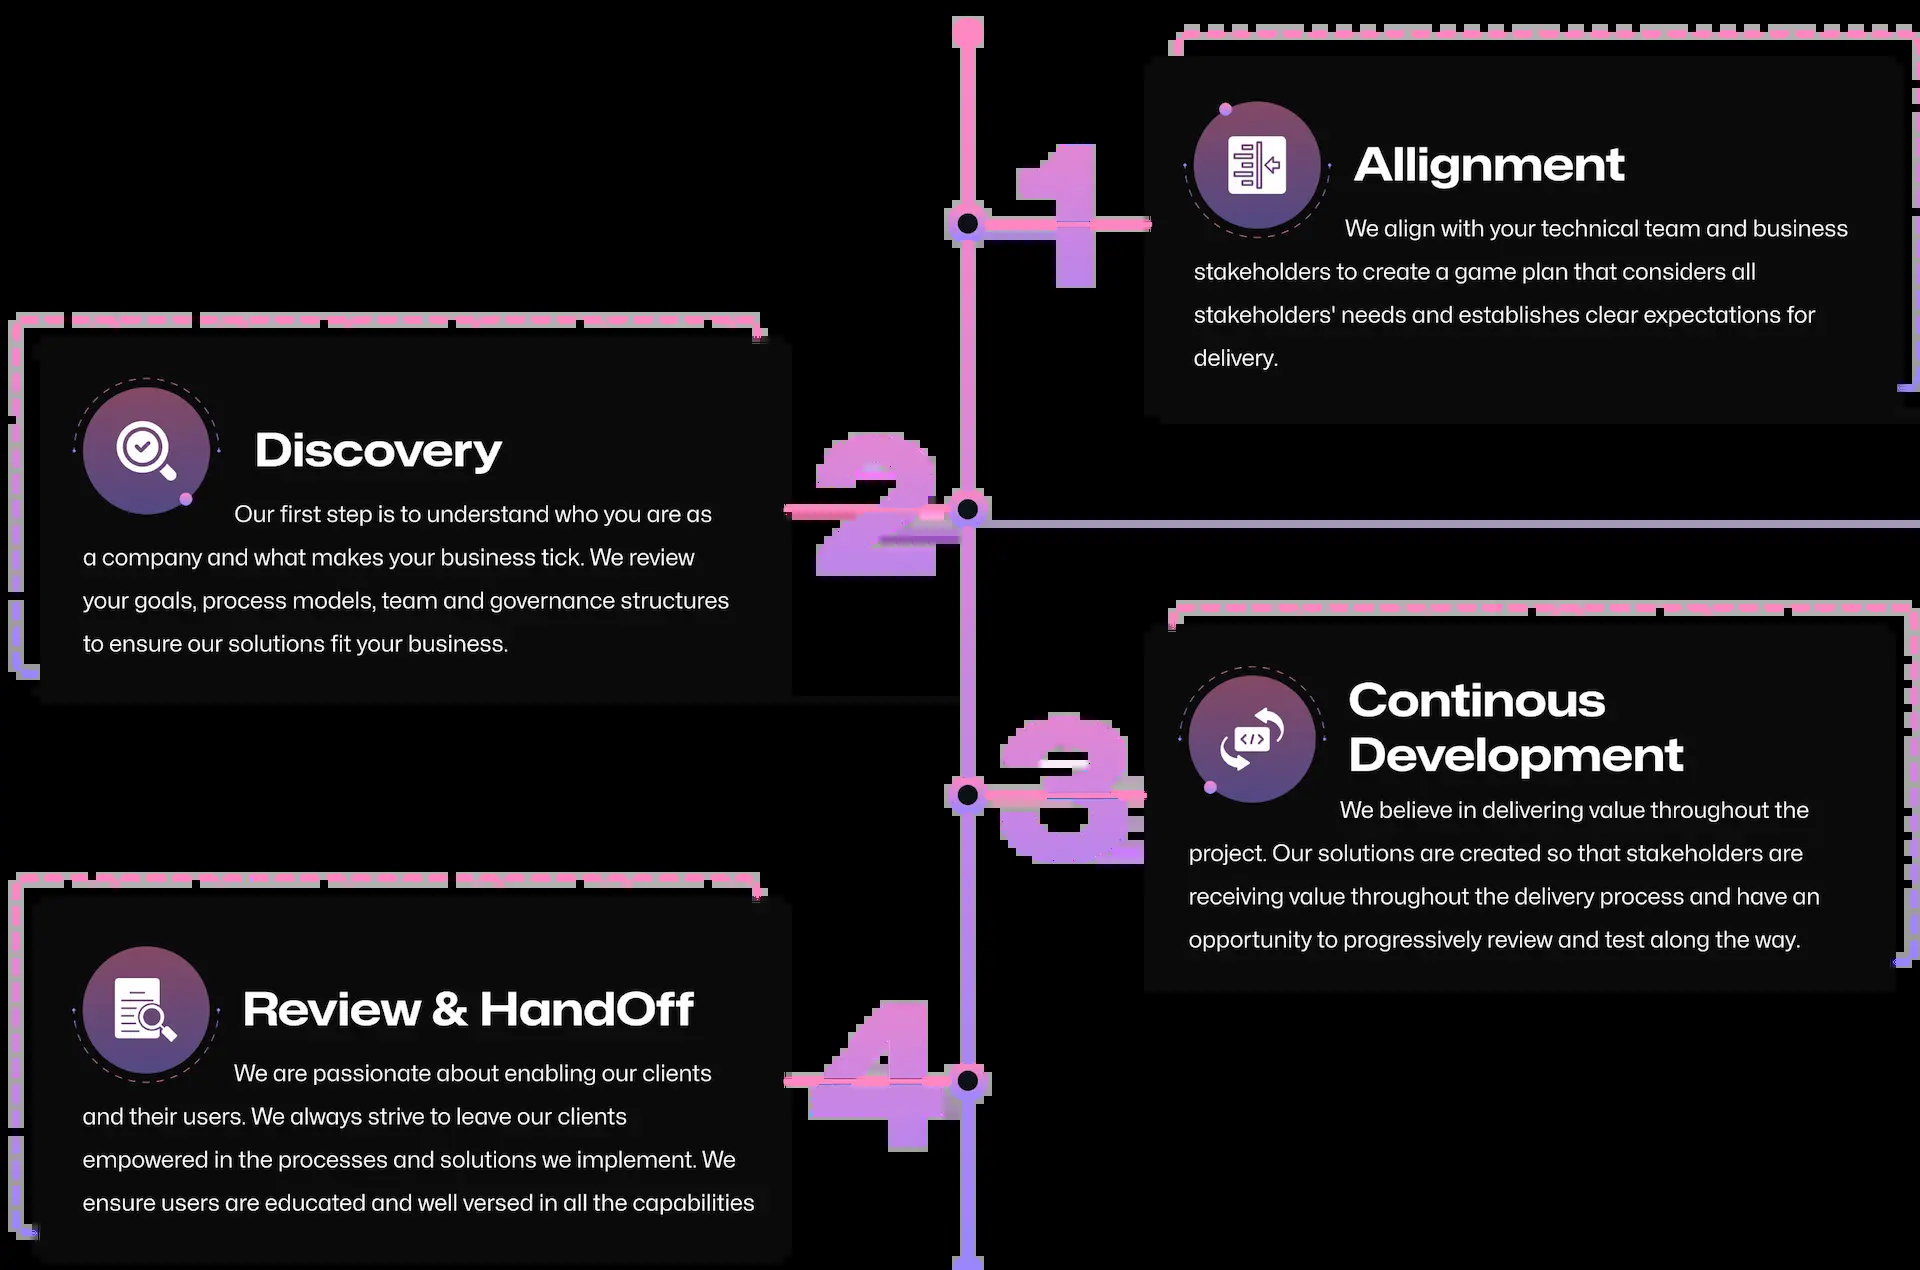 1
Allignment
We align with your technical team and business
stakeholders to create a game plan that considers all
stakeholders' needs and establishes clear expectations for
delivery.
2
Discovery
Our first step is to understand who you are as
a company and what makes your business tick. We review
your goals, process models, team and governance structures
to ensure our solutions fit your business.
3
Continous
Development
We believe in delivering value throughout the
project. Our solutions are created so that stakeholders are
receiving value throughout the delivery process and have an
opportunity to progressively review and test along the way.
4
Review & HandOff
We are passionate about enabling our clients
and their users. We always strive to leave our clients
empowered in the processes and solutions we implement. We
ensure users are educated and well versed in all the capabilities